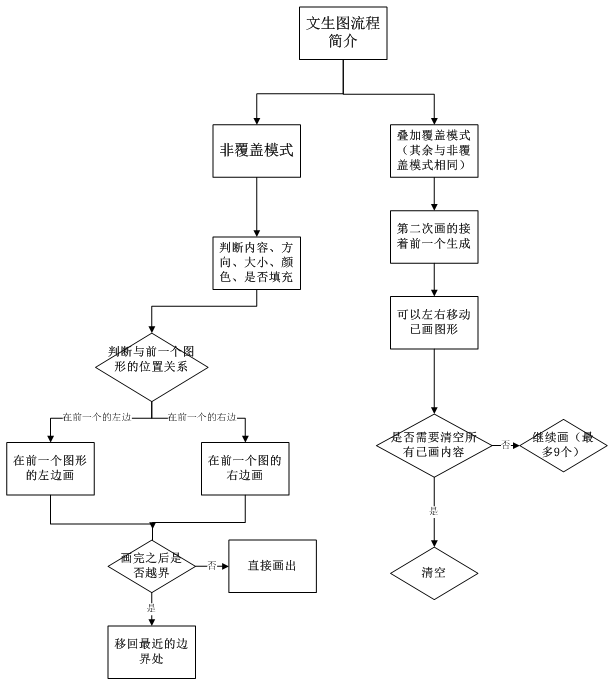 文生图流程
简介
非覆盖模式
叠加覆盖模式
（其余与非覆
盖模式相同）
判断内容、方
向、大小、颜
色、是否填充
第二次画的接
着前一个生成
可以左右移动
已画图形
判断与前一个图
形的位置关系
在前一个的左边
在前一个的右边
是否需要清空所
有已画内容
否
继续画（最
多9个）
在前一个图形
的左边画
在前一个图的
右边画
是
画完之后是
否越界
否
直接画出
清空
是
移回最近的边
界处